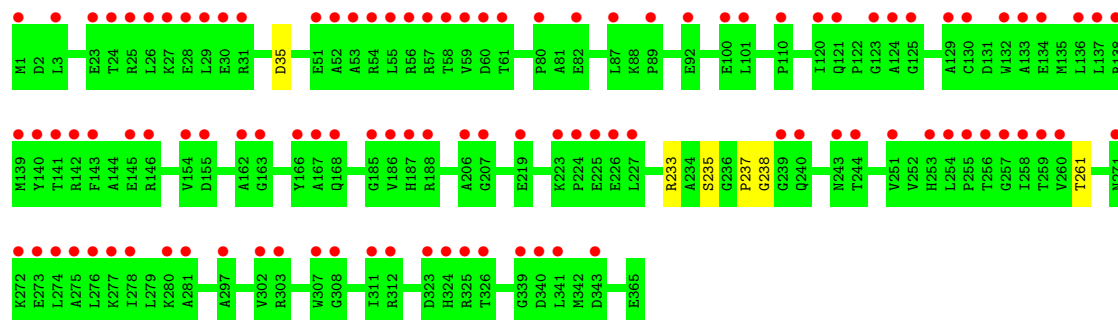 M1 D2 L3 E23 T24 R25 L26 K27 E28 L29 E30 R31 D35 E51 A52 A53 R54 L55 R56 R57 T58 V59 D60 T61 P80 A81 E82 L87 K88 P89 E92 E100 L101 P110 I120 Q121 P122 G123 A124 G125 A129 C130 D131 W132 A133 E134 M135 L136 L137
M139 Y140 T141 R142 F143 A144 E145 R146 V154 D155 A162 G163 Y166 A167 Q168 G185 V186 H187 R188 A206 G207 E219 K223 P224 E225 E226 L227 R233 A234 S235 G236 P237 G238 G239 Q240 N243 T244 V251 V252 H253 L254 P255 T256 G257 I258 T259 V260 T261
K272 E273 L274 A275 L276 K277 I278 L279 K280 A281 A297 V302 R303 W307 G308 I311 R312 D323 H324 R325 T326 G339 D340 L341 M342 D343 E365